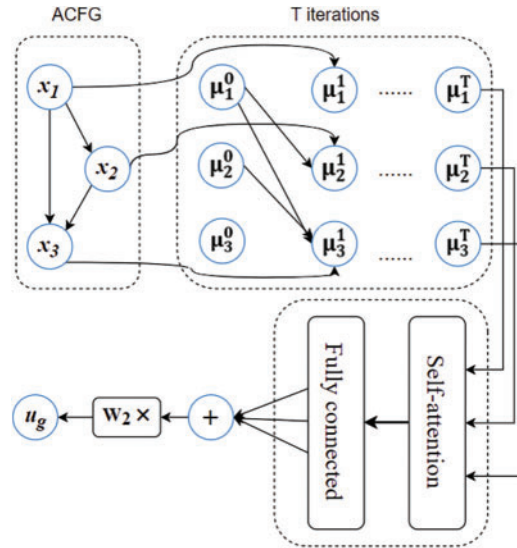 ACFG T iterations
x1 μ1^0 μ1^1 ...... μ1^T
x2 μ2^0 μ2^1 ...... μ2^T
x3 μ3^0 μ3^1 ...... μ3^T
ug W2 × + Fully connected Self-attention